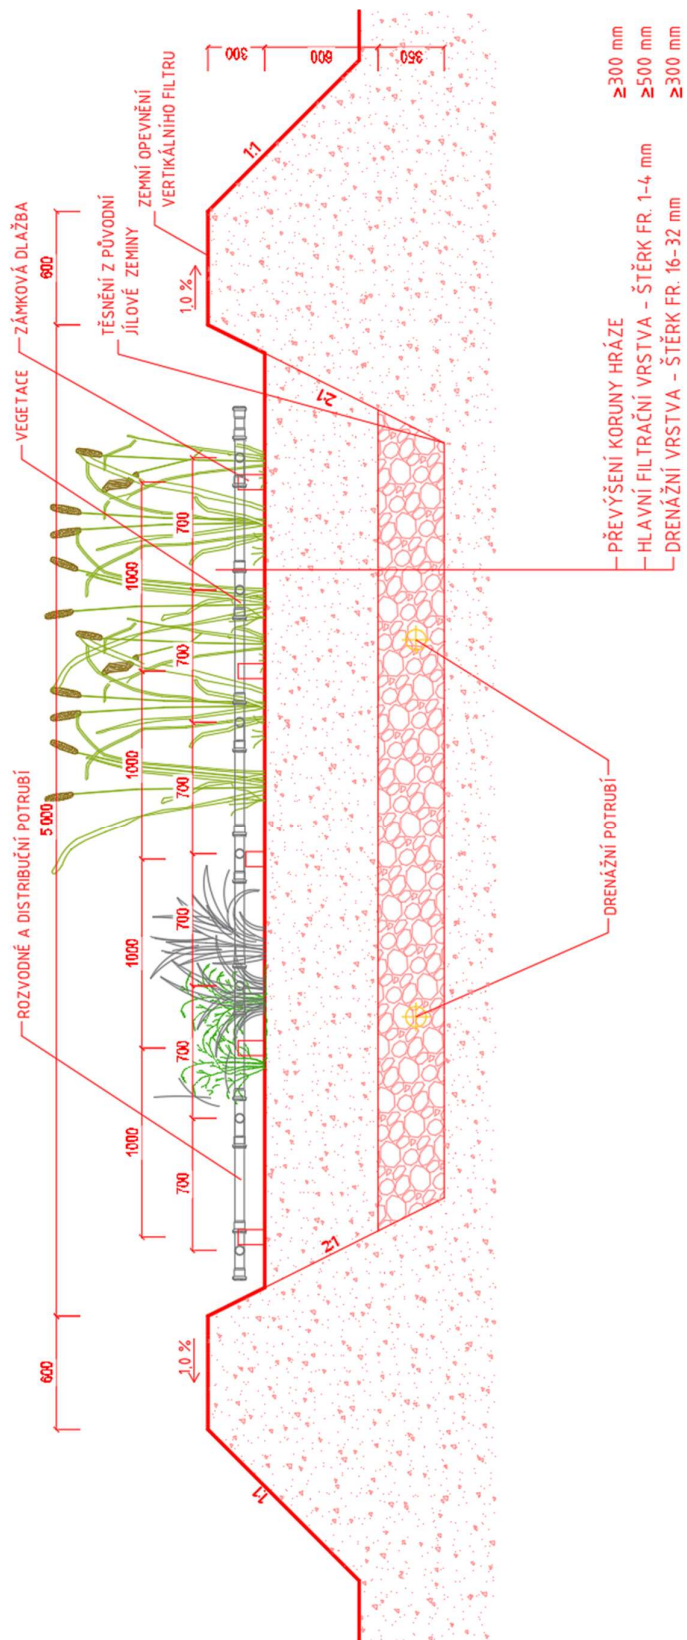 ROZVODNÉ A DISTRIBUČNÍ POTRUBÍ
VEGETACE
ZÁMKOVÁ DLAŽBA
TĚSNĚNÍ Z PŮVODNÍ
JÍLOVÉ ZEMINY
ZEMNÍ OPEVNĚNÍ
VERTIKÁLNÍHO FILTRU
600
5 000
600
1000
1000
1000
1000
700
700
700
700
700
700
1,0 %
1,0 %
1:1
2:1
2:1
1:1
300
600
350
DRENÁŽNÍ POTRUBÍ
PŘEVÝŠENÍ KORUNY HRÁZE ≥300 mm
HLAVNÍ FILTRAČNÍ VRSTVA - ŠTĚRK FR. 1-4 mm ≥500 mm
DRENÁŽNÍ VRSTVA - ŠTĚRK FR. 16-32 mm ≥300 mm